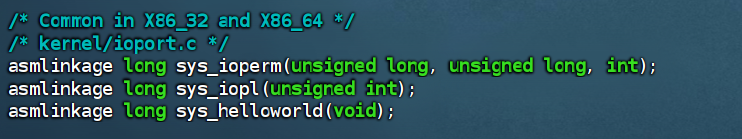 /* Common in X86_32 and X86_64 */
/* kernel/ioport.c */
asmlinkage long sys_ioperm(unsigned long, unsigned long, int);
asmlinkage long sys_iopl(unsigned int);
asmlinkage long sys_helloworld(void);